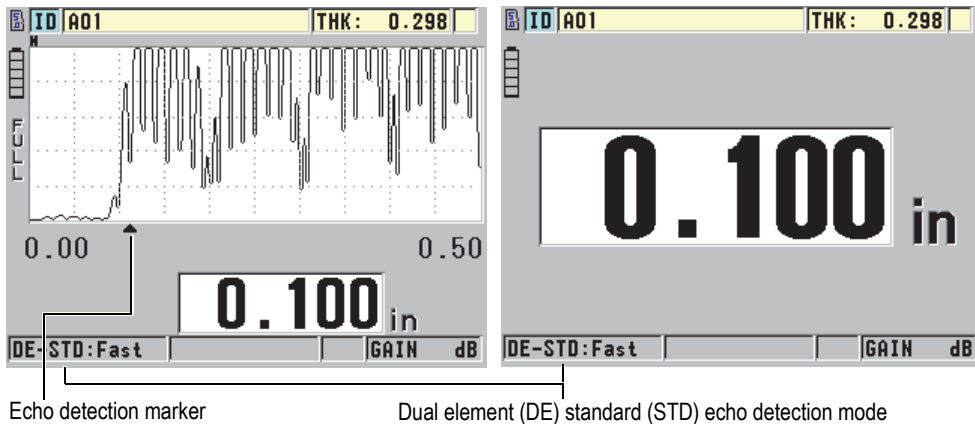 ID A01 THK: 0.298
FULL
0.00 0.50
0.100 in
DE-STD:Fast GAIN dB
ID A01 THK: 0.298
0.100 in
DE-STD:Fast GAIN dB
Echo detection marker
Dual element (DE) standard (STD) echo detection mode